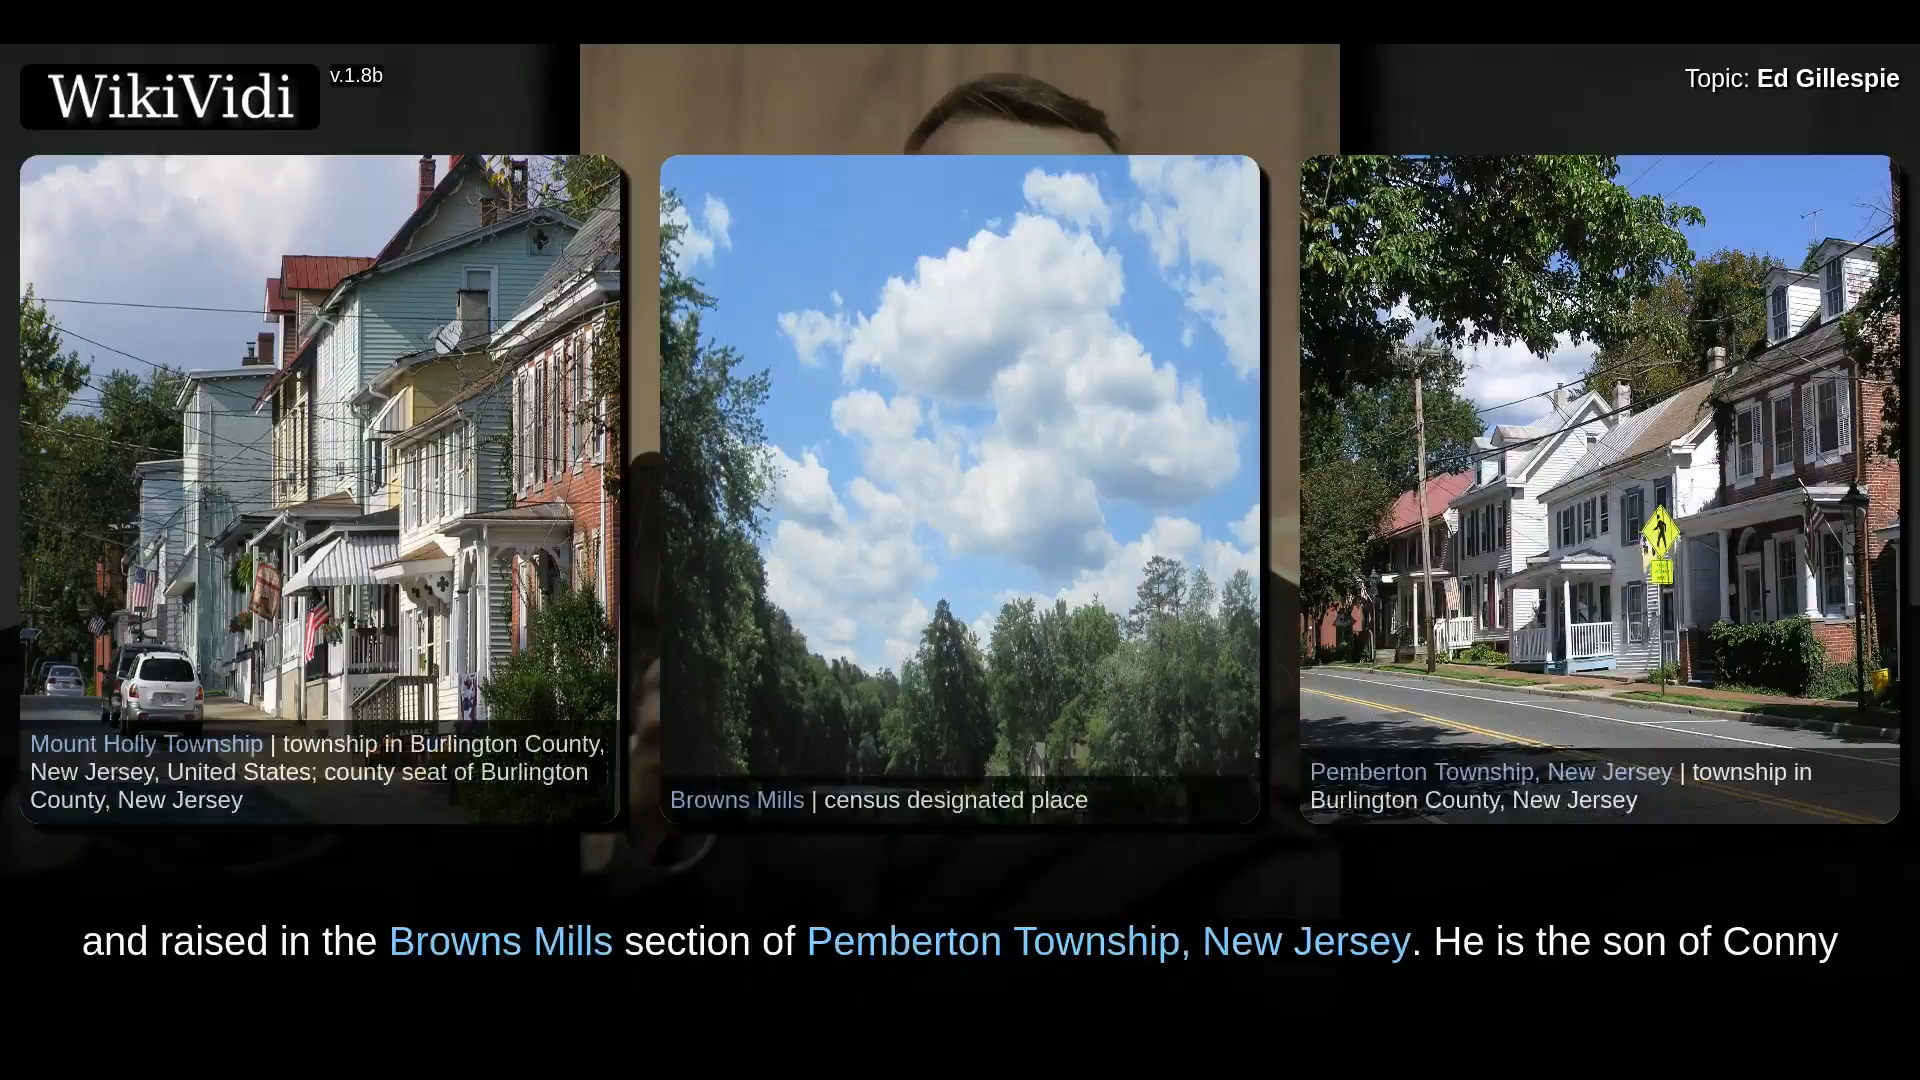 WikiVidi
v.1.8b
Topic: Ed Gillespie
Mount Holly Township | township in Burlington County,
New Jersey, United States; county seat of Burlington
County, New Jersey
Browns Mills | census designated place
Pemberton Township, New Jersey | township in
Burlington County, New Jersey
and raised in the Browns Mills section of Pemberton Township, New Jersey. He is the son of Conny